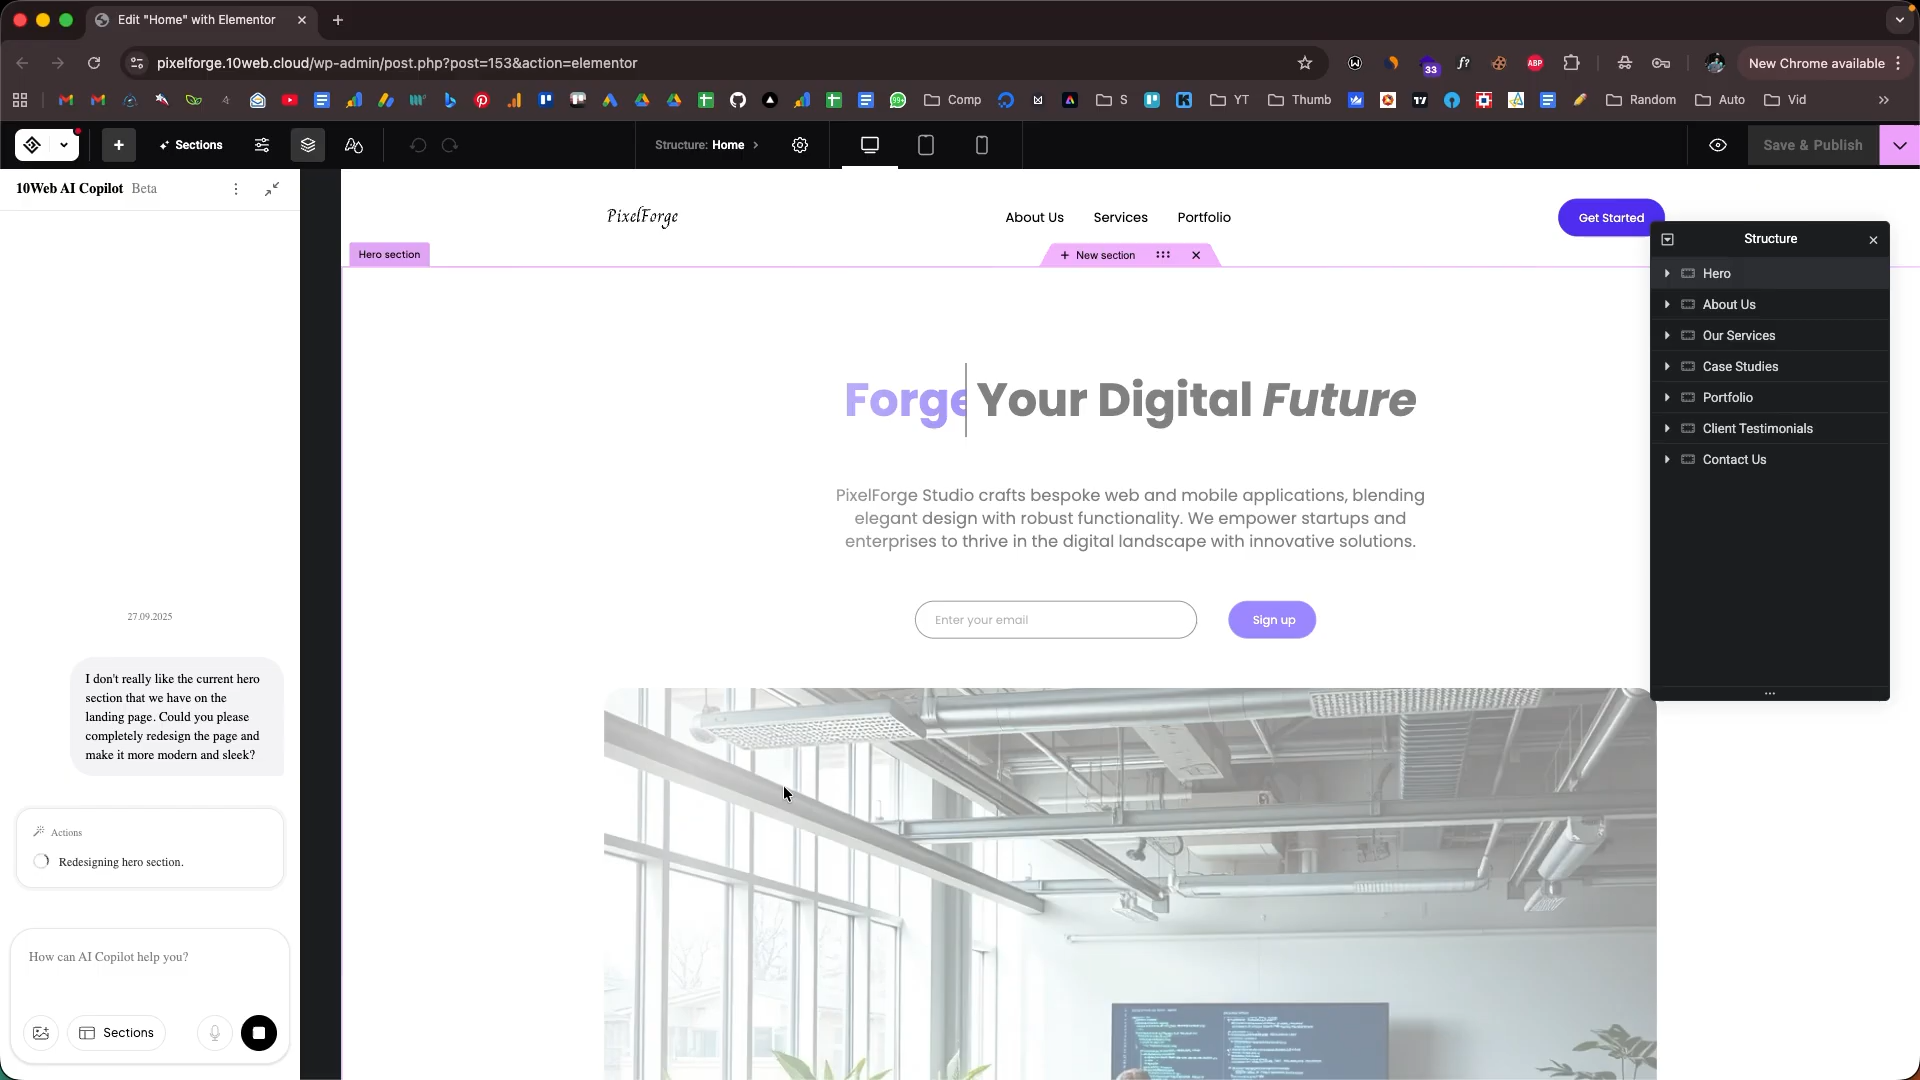 Edit "Home" with Elementor
pixelforge.10web.cloud/wp-admin/post.php?post=153&action=elementor
33
ABP
New Chrome available
Comp
S
YT
Thumb
Random
Auto
Vid
Sections
Structure: Home
Save & Publish
10Web AI Copilot Beta
27.09.2025
I don't really like the current hero
section that we have on the
landing page. Could you please
completely redesign the page and
make it more modern and sleek?
Actions
Redesigning hero section.
How can AI Copilot help you?
Sections
PixelForge
About Us
Services
Portfolio
Get Started
Hero section
+ New section
Forge Your Digital Future
PixelForge Studio crafts bespoke web and mobile applications, blending
elegant design with robust functionality. We empower startups and
enterprises to thrive in the digital landscape with innovative solutions.
Enter your email
Sign up
Structure
Hero
About Us
Our Services
Case Studies
Portfolio
Client Testimonials
Contact Us